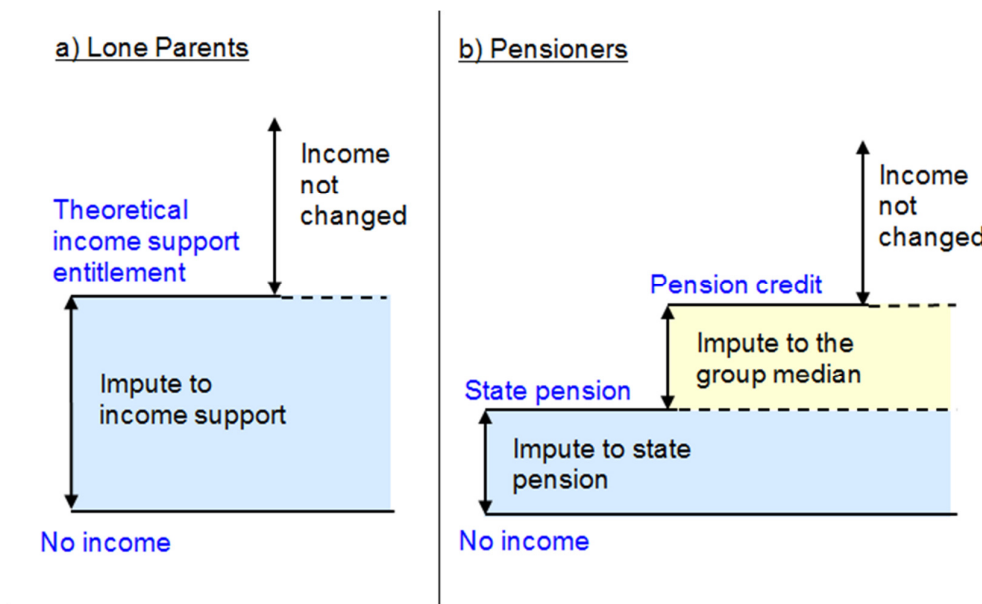 a) Lone Parents
Income
not
changed
Theoretical
income support
entitlement
Impute to
income support
No income
b) Pensioners
Income
not
changed
Pension credit
Impute to the
group median
State pension
Impute to state
pension
No income